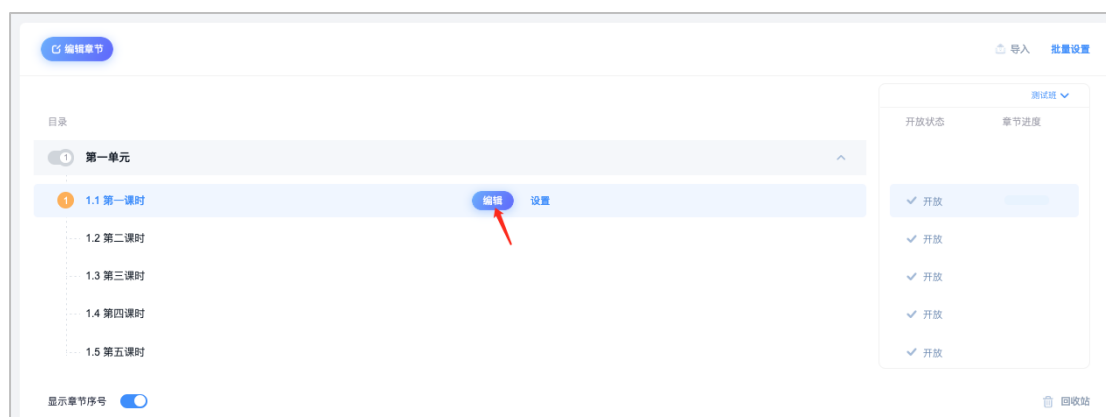 编辑章节 导入 批量设置
测试班
目录 开放状态 章节进度
1 第一单元
1 1.1 第一课时 编辑 设置 开放
1.2 第二课时 开放
1.3 第三课时 开放
1.4 第四课时 开放
1.5 第五课时 开放
显示章节序号 回收站